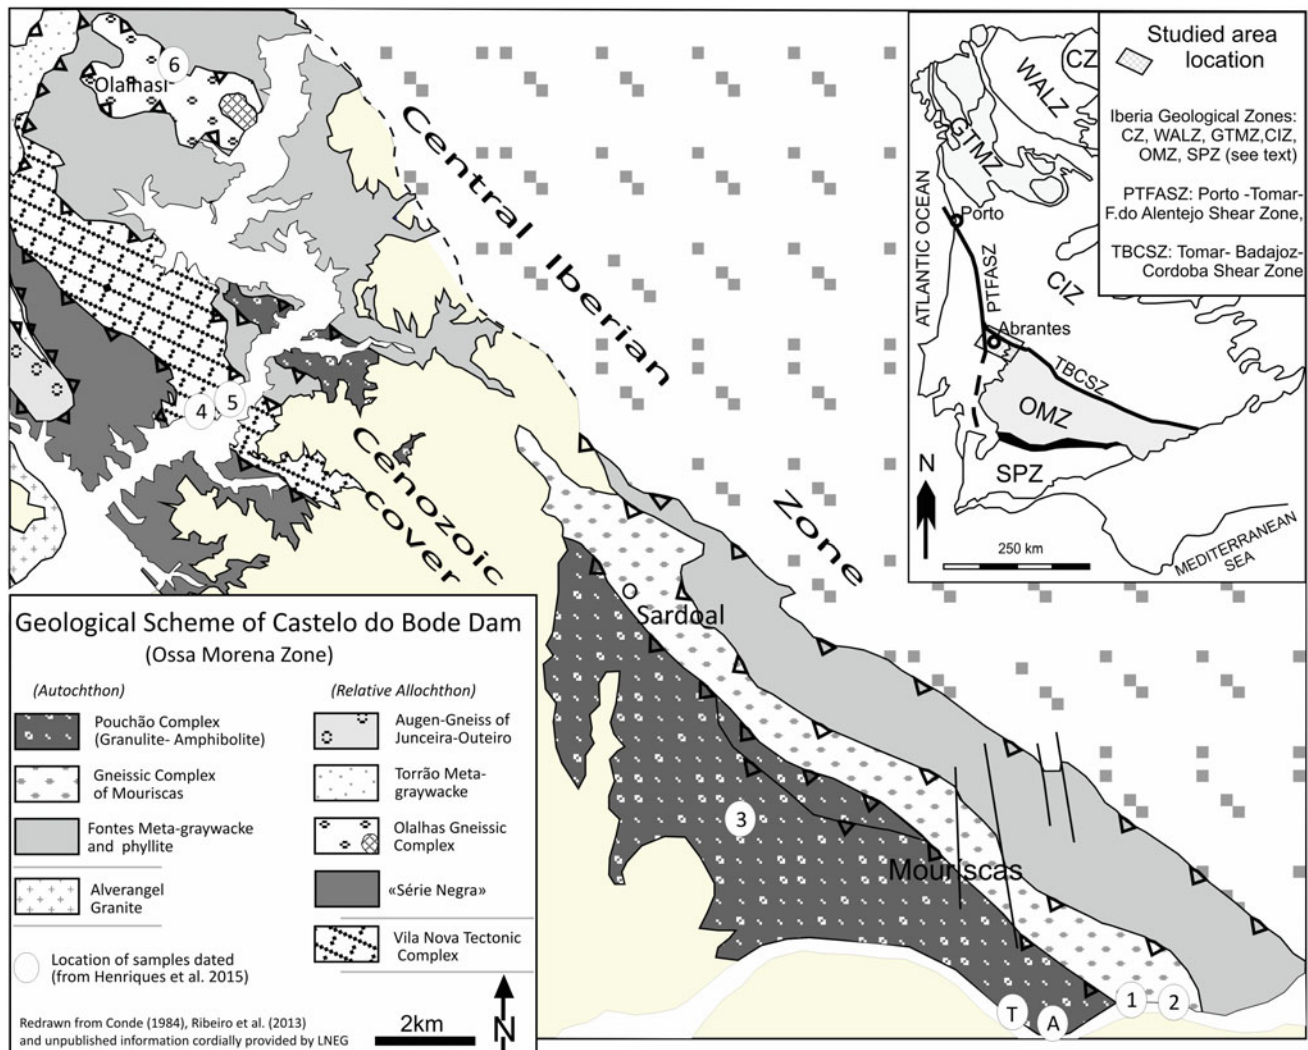 6
Olalhasl
Central Iberian
Zone
4
5
Cenozoic
cover
Sardoal
3
Mouriscas
T
A
1
2
Studied area
location
Iberia Geological Zones:
CZ, WALZ, GTMZ,CIZ,
OMZ, SPZ (see text)
PTFASZ: Porto -Tomar-
F.do Alentejo Shear Zone,
TBCSZ: Tomar- Badajoz-
Cordoba Shear Zone
CZ
WALZ
GTMZ
ATLANTIC OCEAN
Porto
PTFASZ
CIZ
Abrantes
TBCSZ
OMZ
SPZ
N
250 km
MEDITERRANEAN
SEA
Geological Scheme of Castelo do Bode Dam
(Ossa Morena Zone)
(Autochthon)
Pouchão Complex
(Granulite- Amphibolite)
Gneissic Complex
of Mouriscas
Fontes Meta-graywacke
and phyllite
Alverangel
Granite
Location of samples dated
(from Henriques et al. 2015)
(Relative Allochthon)
Augen-Gneiss of
Junceira-Outeiro
Torrão Meta-
graywacke
Olalhas Gneissic
Complex
«Série Negra»
Vila Nova Tectonic
Complex
Redrawn from Conde (1984), Ribeiro et al. (2013)
and unpublished information cordially provided by LNEG
2km
N